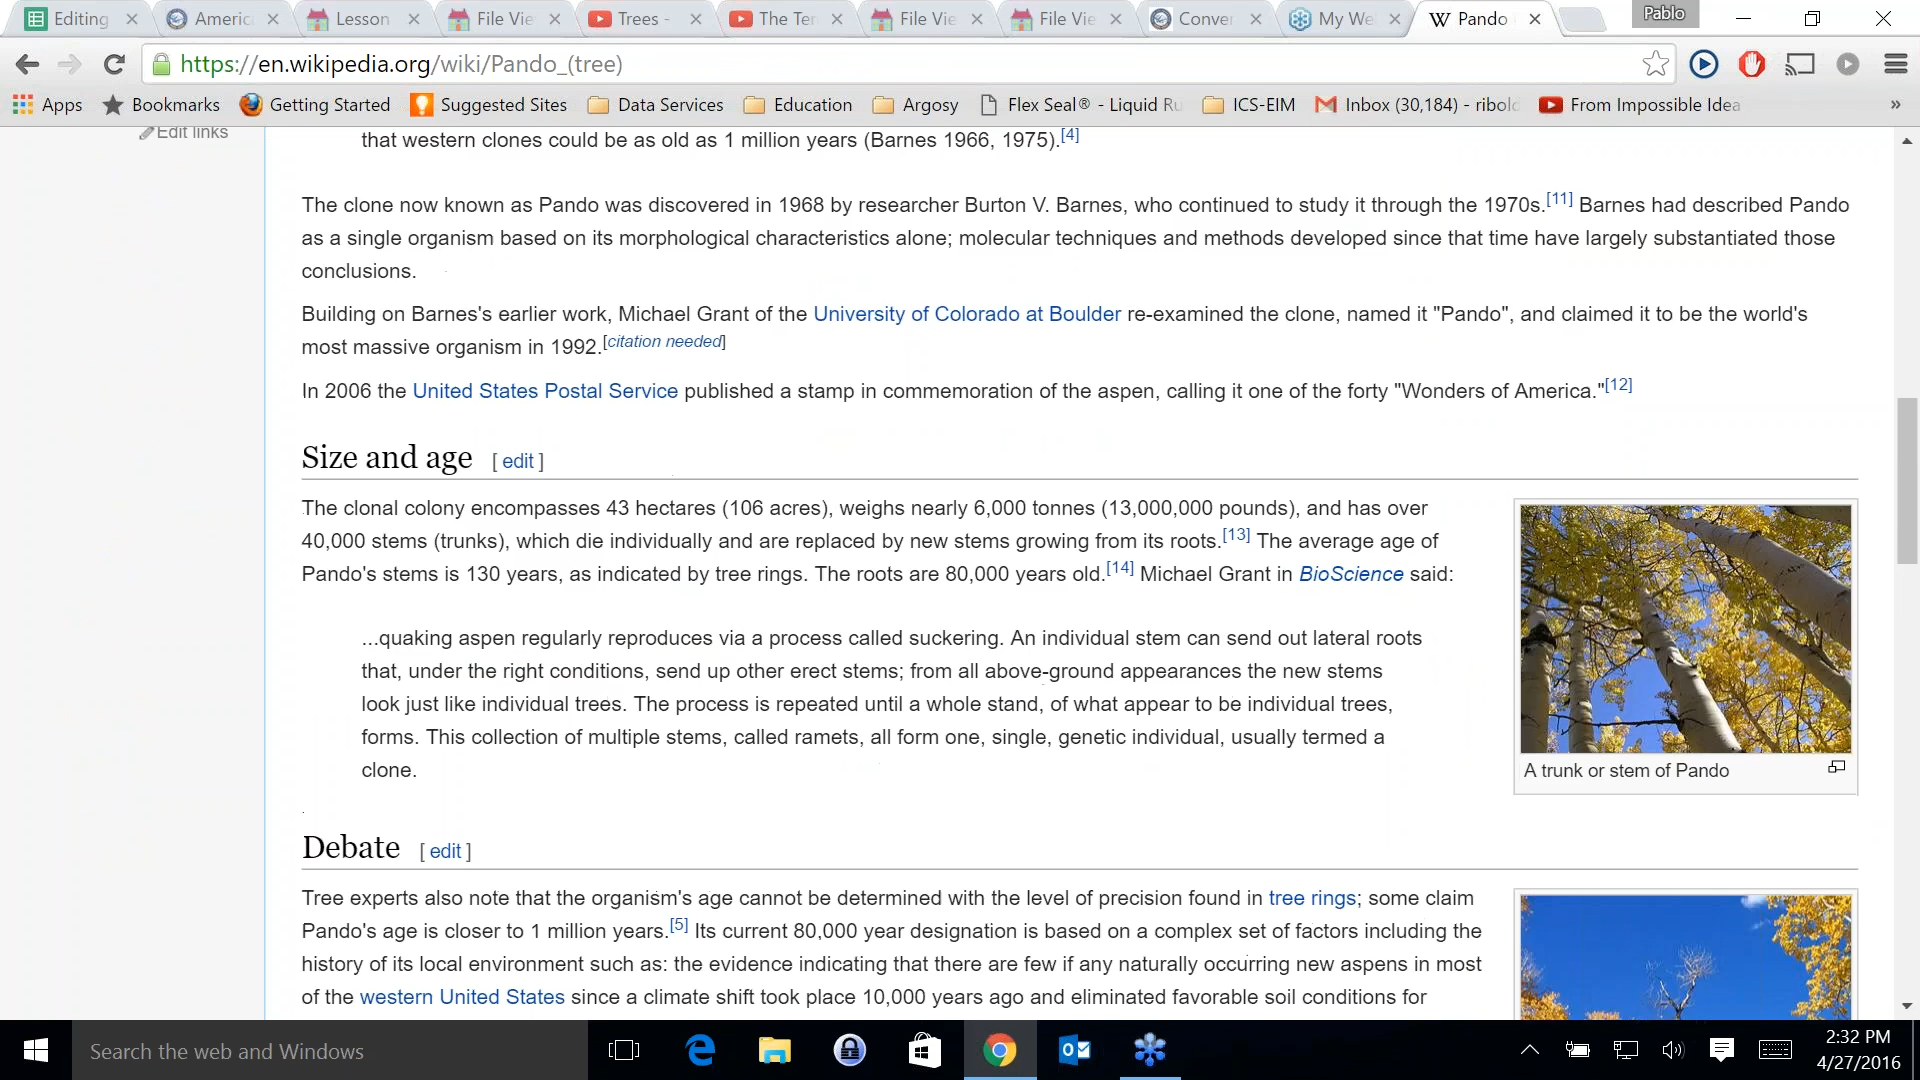 Editing
America
Lesson
File Vie
Trees -
The Ter
File Vie
File Vie
Conver
My We
W Pando
Pablo
https://en.wikipedia.org/wiki/Pando_(tree)
Apps
Bookmarks
Getting Started
Suggested Sites
Data Services
Education
Argosy
Flex Seal® - Liquid Ru
ICS-EIM
Inbox (30,184) - ribold
From Impossible Idea
»
Edit links
that western clones could be as old as 1 million years (Barnes 1966, 1975).[4]
The clone now known as Pando was discovered in 1968 by researcher Burton V. Barnes, who continued to study it through the 1970s.[11] Barnes had described Pando
as a single organism based on its morphological characteristics alone; molecular techniques and methods developed since that time have largely substantiated those
conclusions.
Building on Barnes's earlier work, Michael Grant of the University of Colorado at Boulder re-examined the clone, named it "Pando", and claimed it to be the world's
most massive organism in 1992.[citation needed]
In 2006 the United States Postal Service published a stamp in commemoration of the aspen, calling it one of the forty "Wonders of America."[12]
Size and age [ edit ]
The clonal colony encompasses 43 hectares (106 acres), weighs nearly 6,000 tonnes (13,000,000 pounds), and has over
40,000 stems (trunks), which die individually and are replaced by new stems growing from its roots.[13] The average age of
Pando's stems is 130 years, as indicated by tree rings. The roots are 80,000 years old.[14] Michael Grant in BioScience said:
...quaking aspen regularly reproduces via a process called suckering. An individual stem can send out lateral roots
that, under the right conditions, send up other erect stems; from all above-ground appearances the new stems
look just like individual trees. The process is repeated until a whole stand, of what appear to be individual trees,
forms. This collection of multiple stems, called ramets, all form one, single, genetic individual, usually termed a
clone.
A trunk or stem of Pando
Debate [ edit ]
Tree experts also note that the organism's age cannot be determined with the level of precision found in tree rings; some claim
Pando's age is closer to 1 million years.[5] Its current 80,000 year designation is based on a complex set of factors including the
history of its local environment such as: the evidence indicating that there are few if any naturally occurring new aspens in most
of the western United States since a climate shift took place 10,000 years ago and eliminated favorable soil conditions for
Search the web and Windows
2:32 PM
4/27/2016